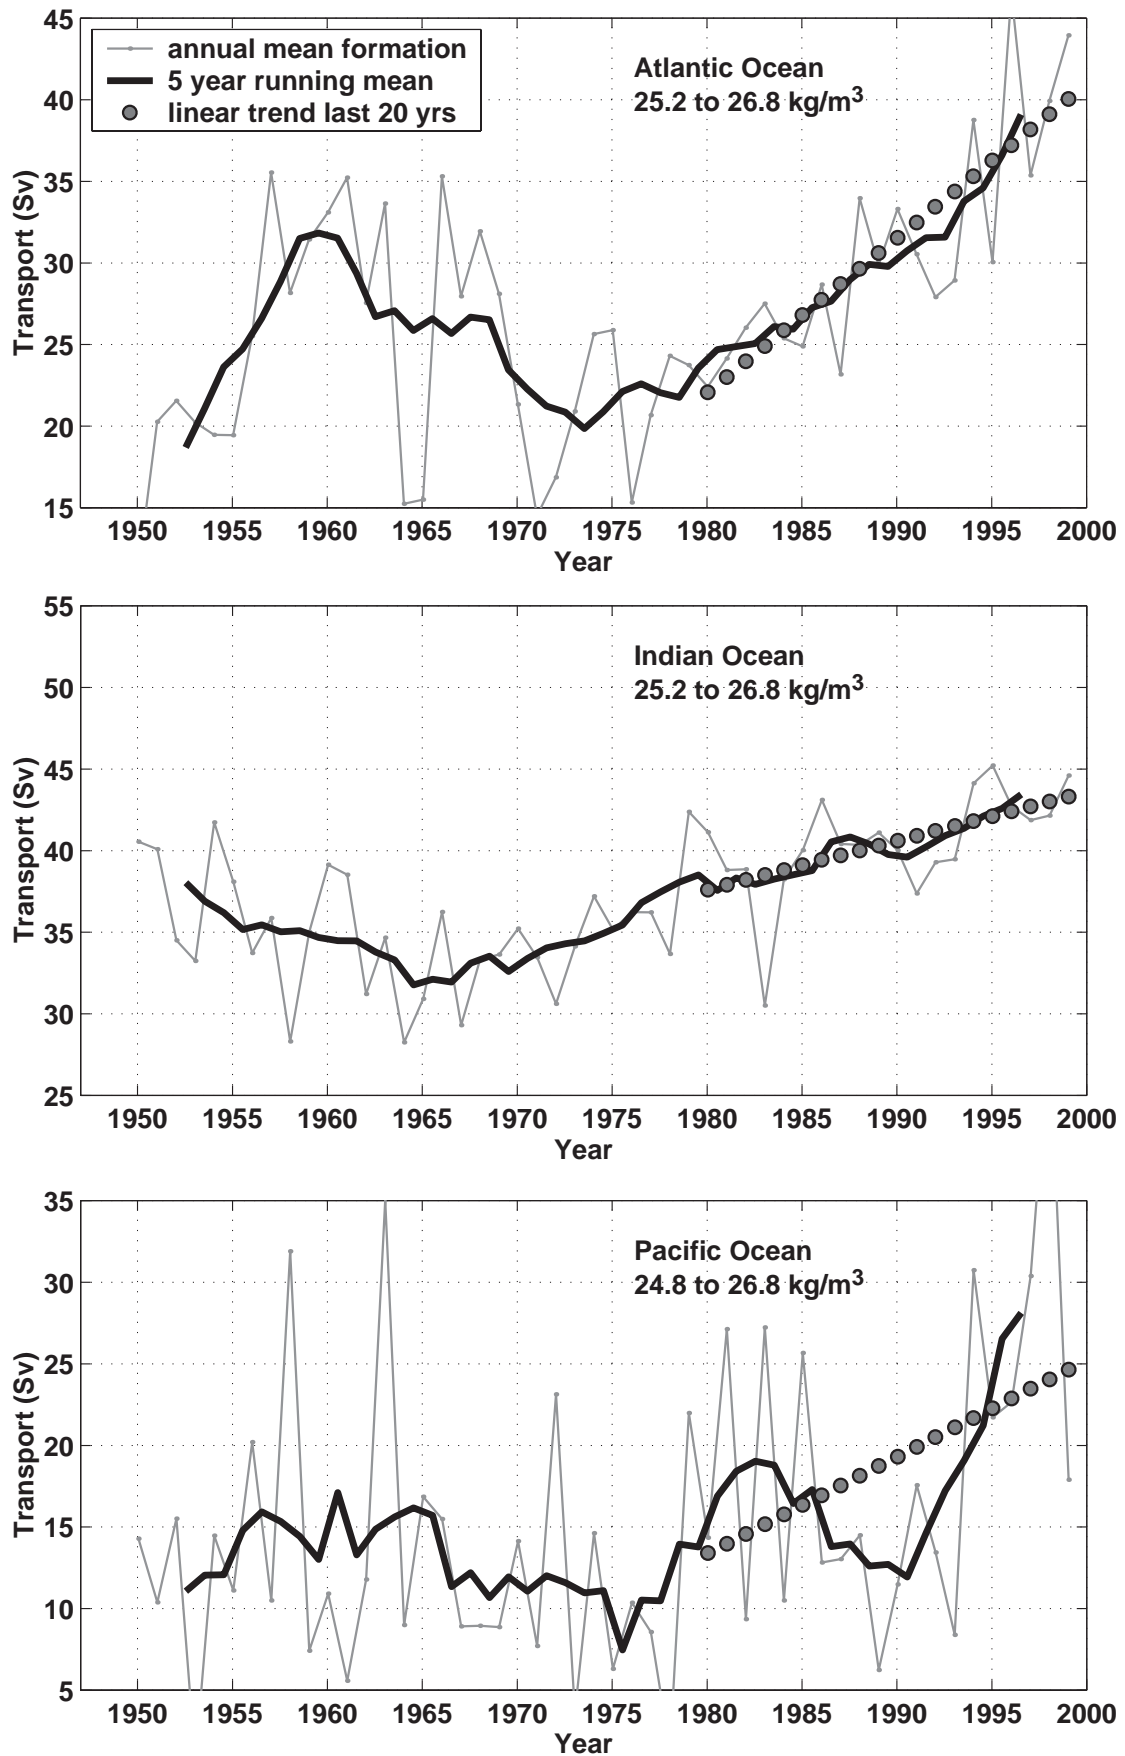 45
40
35
30
25
20
15
Transport (Sv)
annual mean formation
5 year running mean
linear trend last 20 yrs
Atlantic Ocean
25.2 to 26.8 kg/m3
1950 1955 1960 1965 1970 1975 1980 1985 1990 1995 2000
Year
55
50
45
40
35
30
25
Transport (Sv)
Indian Ocean
25.2 to 26.8 kg/m3
1950 1955 1960 1965 1970 1975 1980 1985 1990 1995 2000
Year
35
30
25
20
15
10
5
Transport (Sv)
Pacific Ocean
24.8 to 26.8 kg/m3
1950 1955 1960 1965 1970 1975 1980 1985 1990 1995 2000
Year